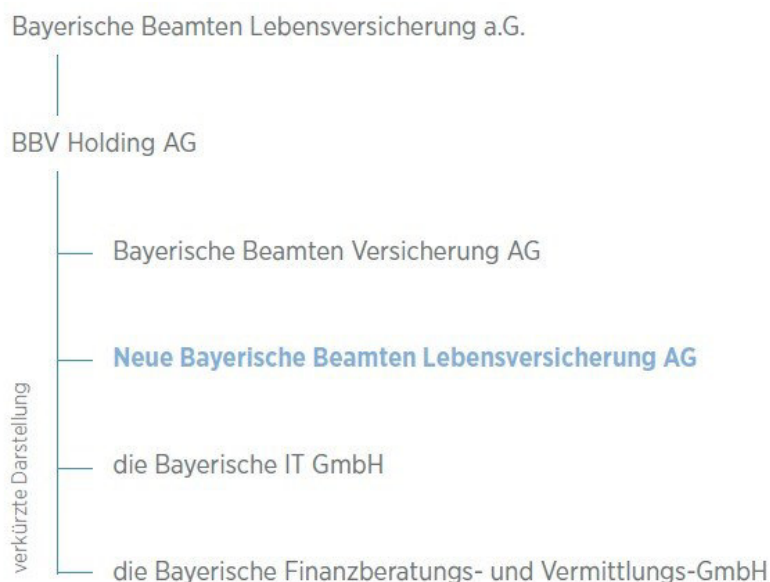 Bayerische Beamten Lebensversicherung a.G.
BBV Holding AG
Bayerische Beamten Versicherung AG
Neue Bayerische Beamten Lebensversicherung AG
die Bayerische IT GmbH
die Bayerische Finanzberatungs- und Vermittlungs-GmbH
verkürzte Darstellung